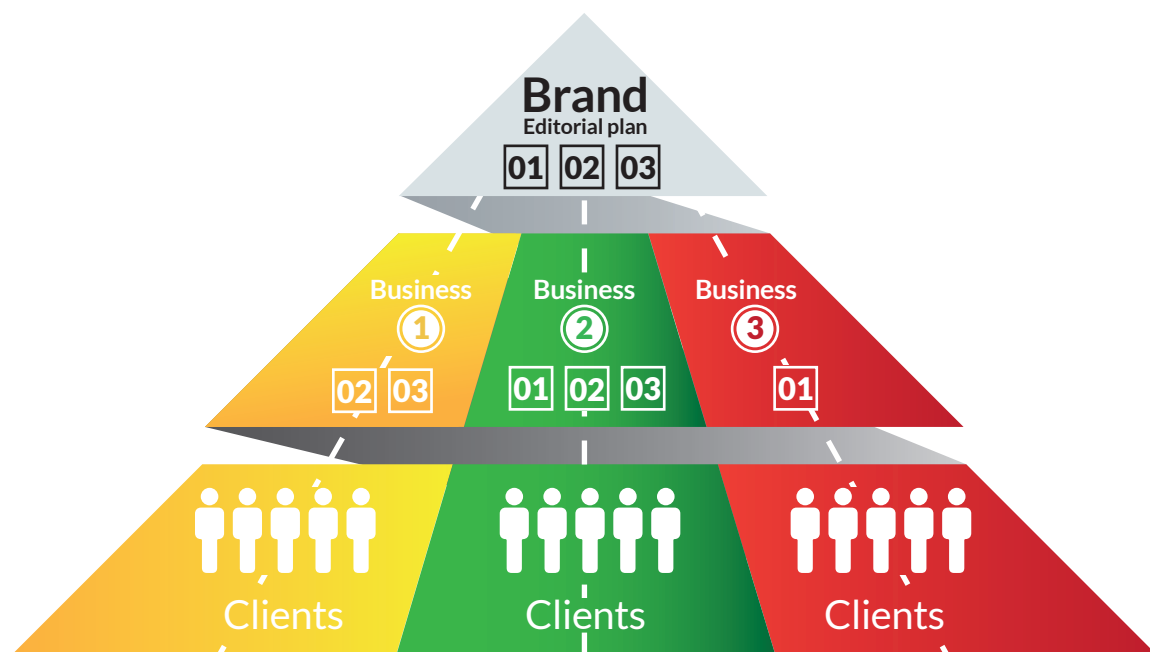 Brand
Editorial plan
01 02 03
Business Business Business
1 2 3
02 03 01 02 03 01
Clients Clients Clients